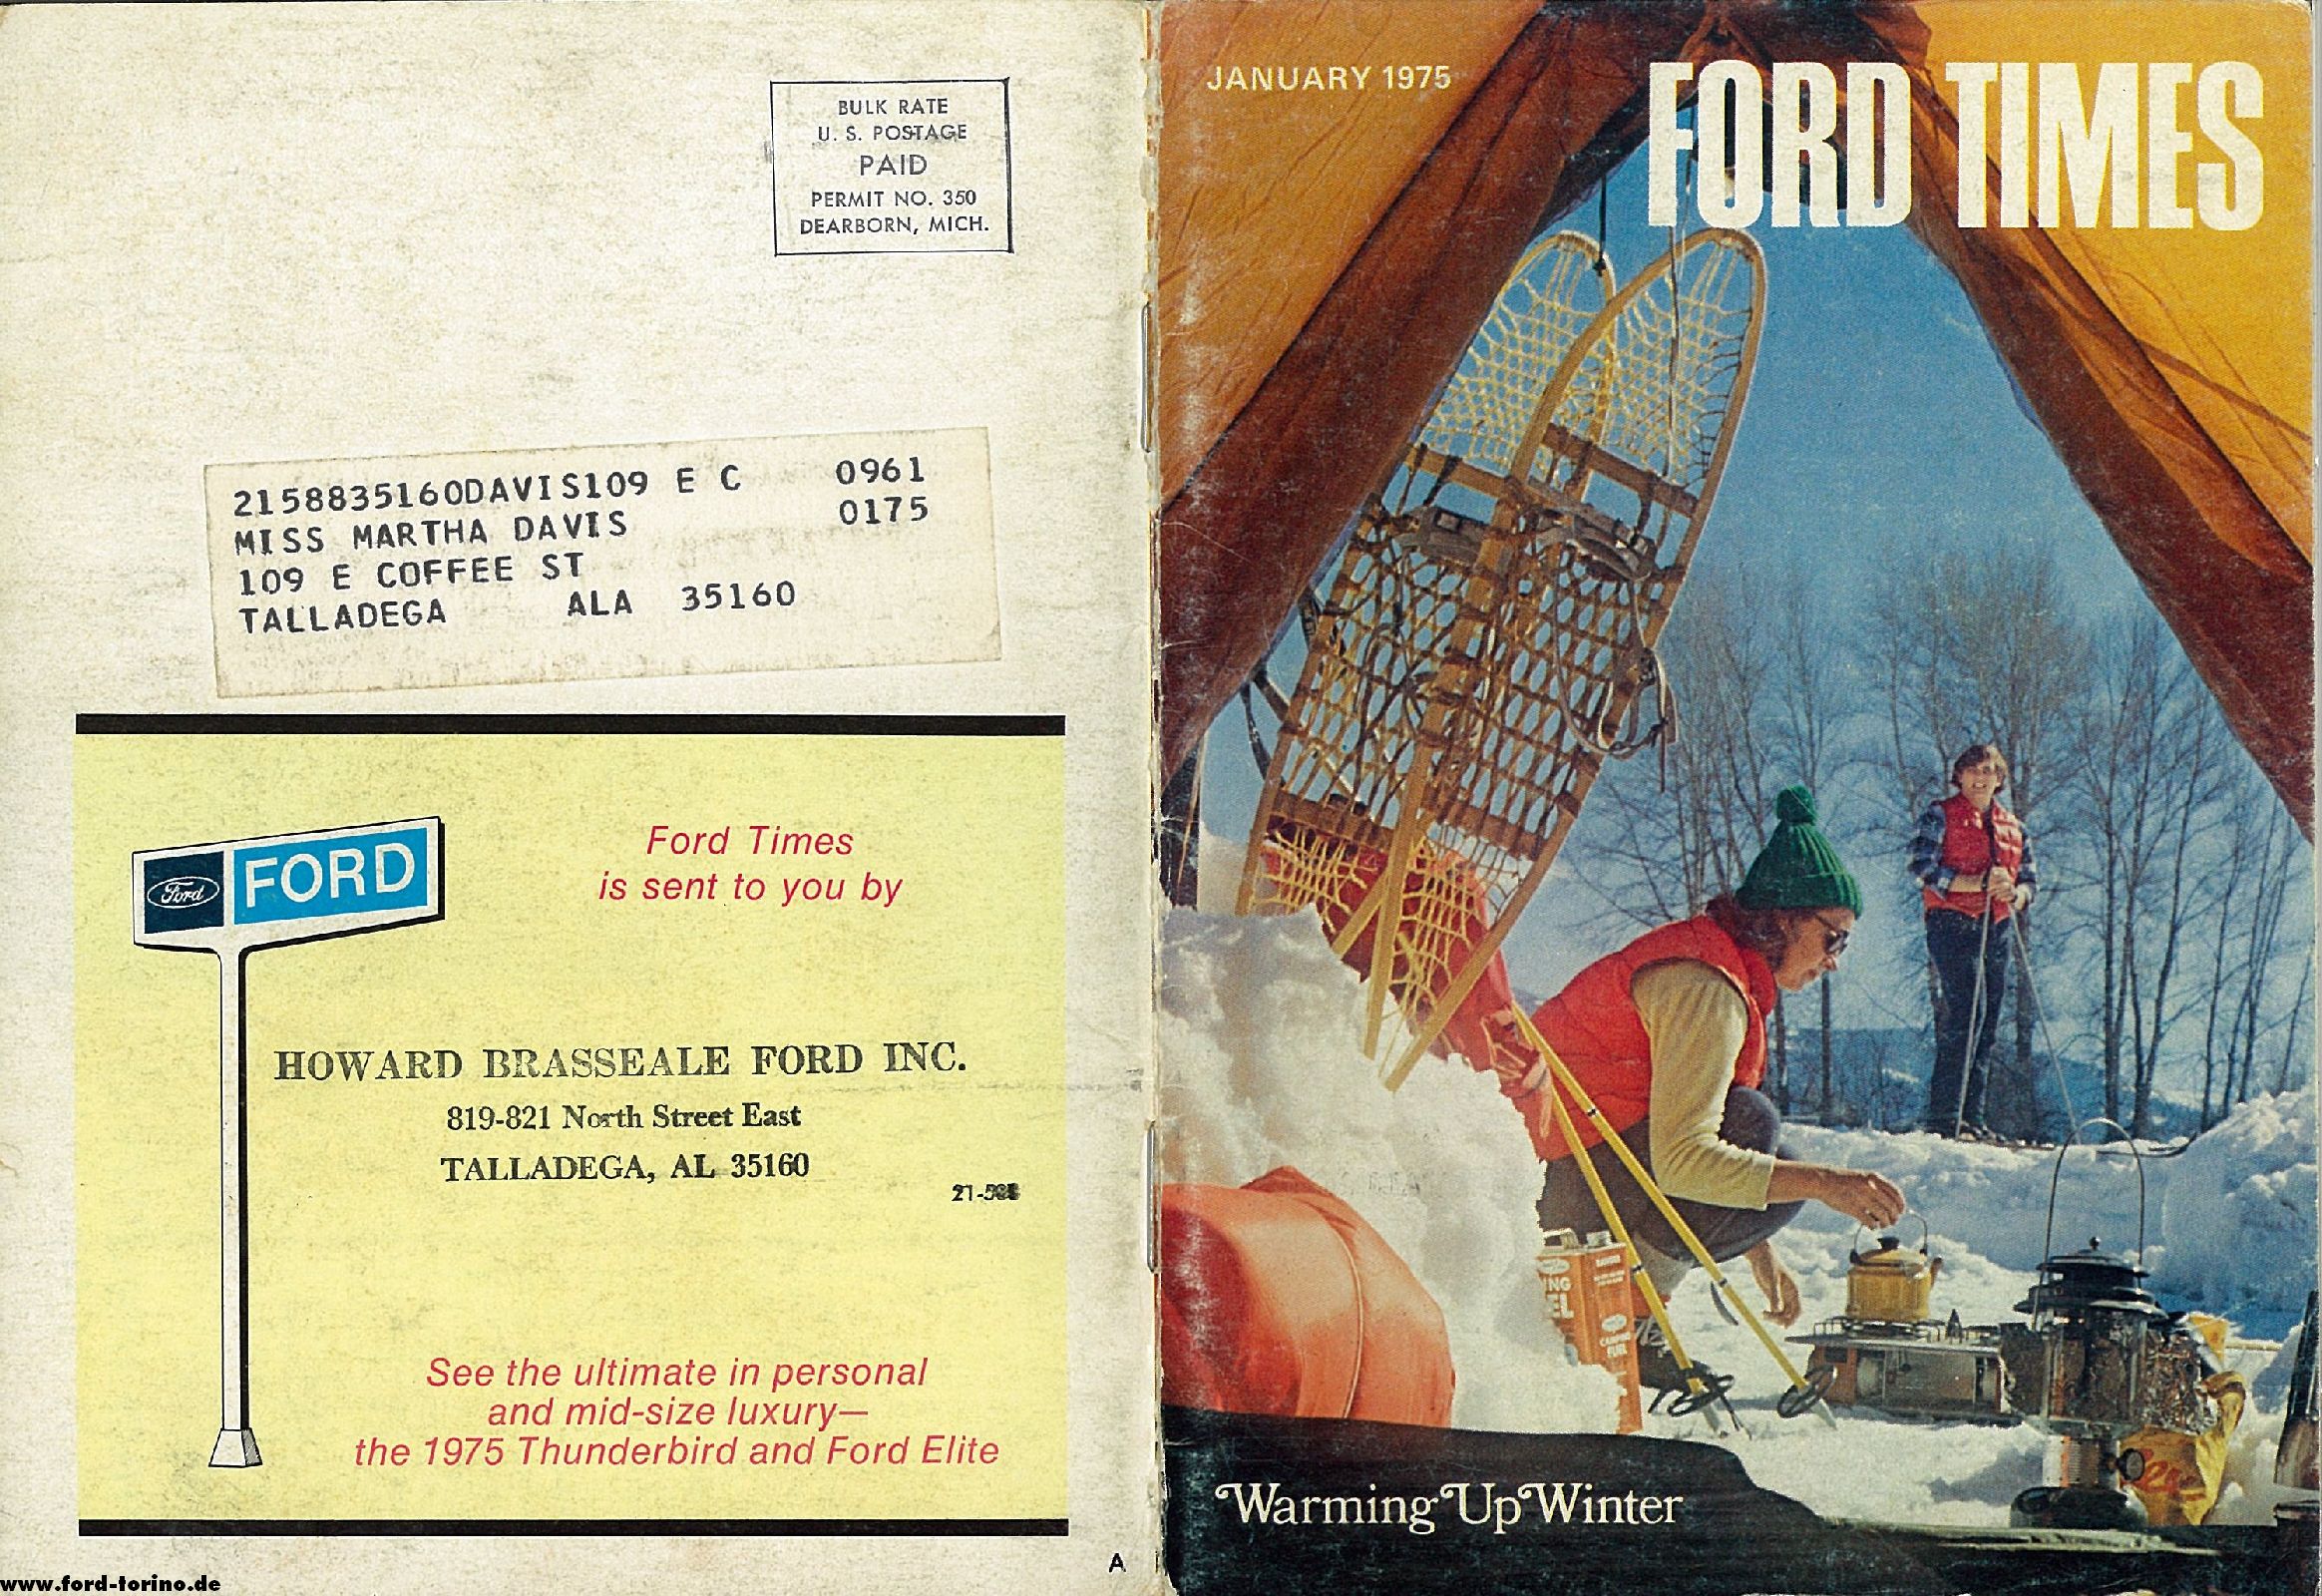 BULK RATE
U. S. POSTAGE
PAID
PERMIT NO. 350
DEARBORN, MICH.
2158835160DAVIS109 E C 0961
MISS MARTHA DAVIS 0175
109 E COFFEE ST
TALLADEGA ALA 35160
Ford FORD
Ford Times
is sent to you by
HOWARD BRASSEALE FORD INC.
819-821 North Street East
TALLADEGA, AL 35160
See the ultimate in personal
and mid-size luxury—
the 1975 Thunderbird and Ford Elite
A
www.ford-torino.de
JANUARY 1975
FORD TIMES
CAMPING
FUEL
Warming Up Winter